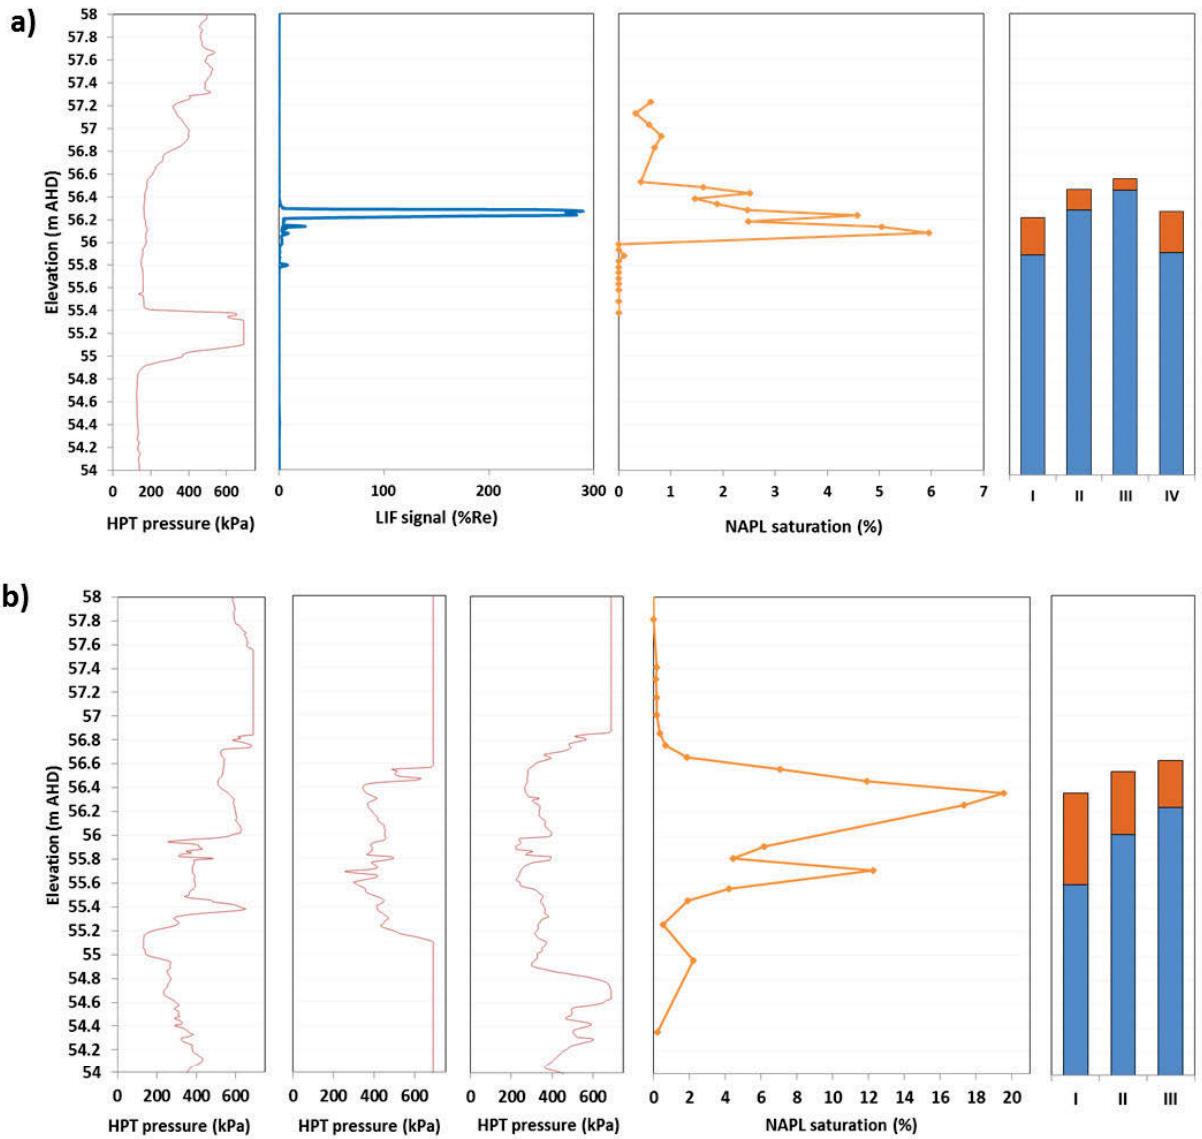 a)
Elevation (m AHD)
58
57.8
57.6
57.4
57.2
57
56.8
56.6
56.4
56.2
56
55.8
55.6
55.4
55.2
55
54.8
54.6
54.4
54.2
54
0 200 400 600
HPT pressure (kPa)
0 100 200 300
LIF signal (%Re)
0 1 2 3 4 5 6 7
NAPL saturation (%)
I II III IV
b)
Elevation (m AHD)
58
57.8
57.6
57.4
57.2
57
56.8
56.6
56.4
56.2
56
55.8
55.6
55.4
55.2
55
54.8
54.6
54.4
54.2
54
0 200 400 600
HPT pressure (kPa)
0 200 400 600
HPT pressure (kPa)
0 200 400 600
HPT pressure (kPa)
0 2 4 6 8 10 12 14 16 18 20
NAPL saturation (%)
I II III